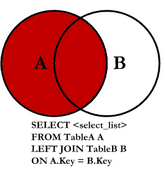 A B
SELECT <select_list>
FROM TableA A
LEFT JOIN TableB B
ON A.Key = B.Key